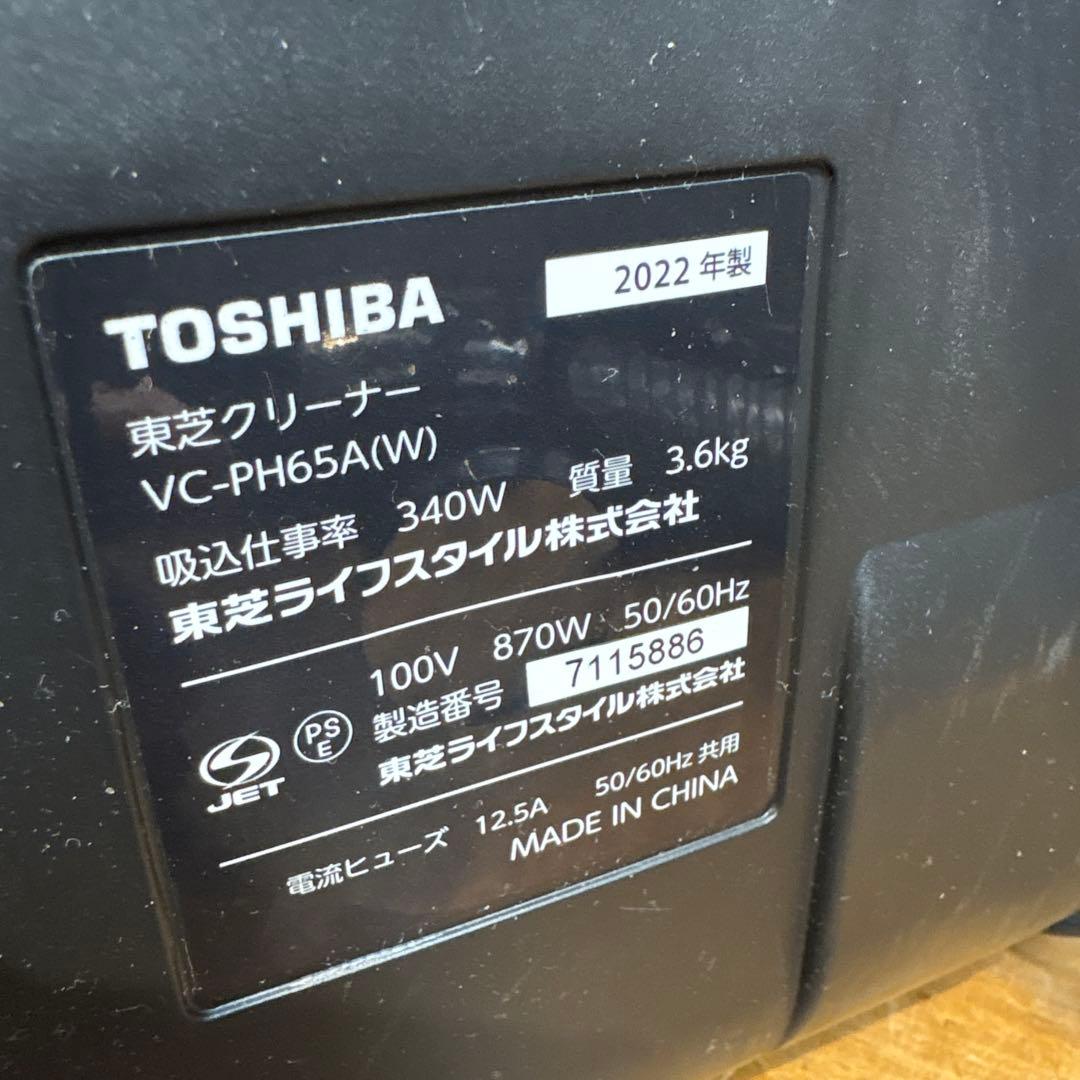 TOSHIBA
2022 年製
東芝クリーナー
VC-PH65A(W)
吸込仕事率 340W 質量 3.6kg
東芝ライフスタイル株式会社
100V 870W 50/60Hz
製造番号 7115886
東芝ライフスタイル株式会社
JET
PS
E
電流ヒューズ 12.5A 50/60Hz 共用
MADE IN CHINA